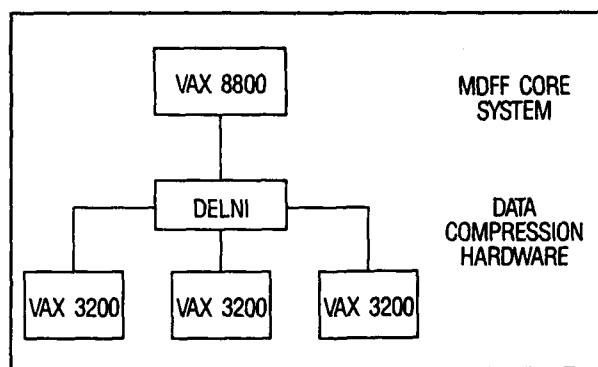 VAX 8800
MDFF CORE
SYSTEM
DELNI
DATA
COMPRESSION
HARDWARE
VAX 3200
VAX 3200
VAX 3200